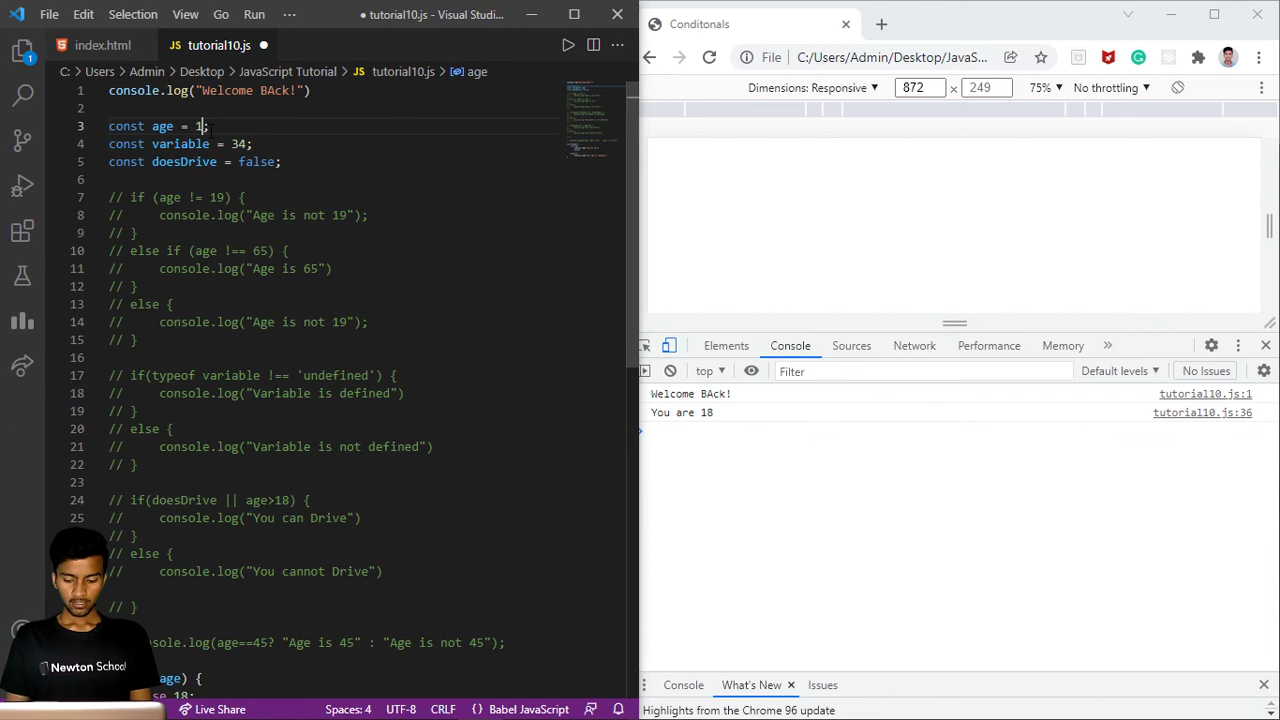 File Edit Selection View Go Run ··· ● tutorial10.js - Visual Studi...
index.html
JS tutorial10.js ●
C: > Users > Admin > Desktop > JavaScript Tutorial > JS tutorial10.js > age
1 console.log("Welcome BAck!")
2
3 const age = 1;
4 const variable = 34;
5 const doesDrive = false;
6
7 // if (age != 19) {
8 //     console.log("Age is not 19");
9 // }
10 // else if (age !== 65) {
11 //     console.log("Age is 65")
12 // }
13 // else {
14 //     console.log("Age is not 19");
15 // }
16
17 // if(typeof variable !== 'undefined') {
18 //     console.log("Variable is defined")
19 // }
20 // else {
21 //     console.log("Variable is not defined")
22 // }
23
24 // if(doesDrive || age>18) {
25 //     console.log("You can Drive")
// }
// else {
//     console.log("You cannot Drive")
// }
sole.log(age==45? "Age is 45" : "Age is not 45");
age) {
se 18:
Newton School
1
Live Share
Spaces: 4 UTF-8 CRLF {} Babel JavaScript
Conditonals
File C:/Users/Admin/Desktop/JavaS...
Dimensions: Responsive 872 × 249 75% No throttling
Elements Console Sources Network Performance Memory »
top Filter Default levels No Issues
Welcome BAck! tutorial10.js:1
You are 18 tutorial10.js:36
Console What's New × Issues
Highlights from the Chrome 96 update